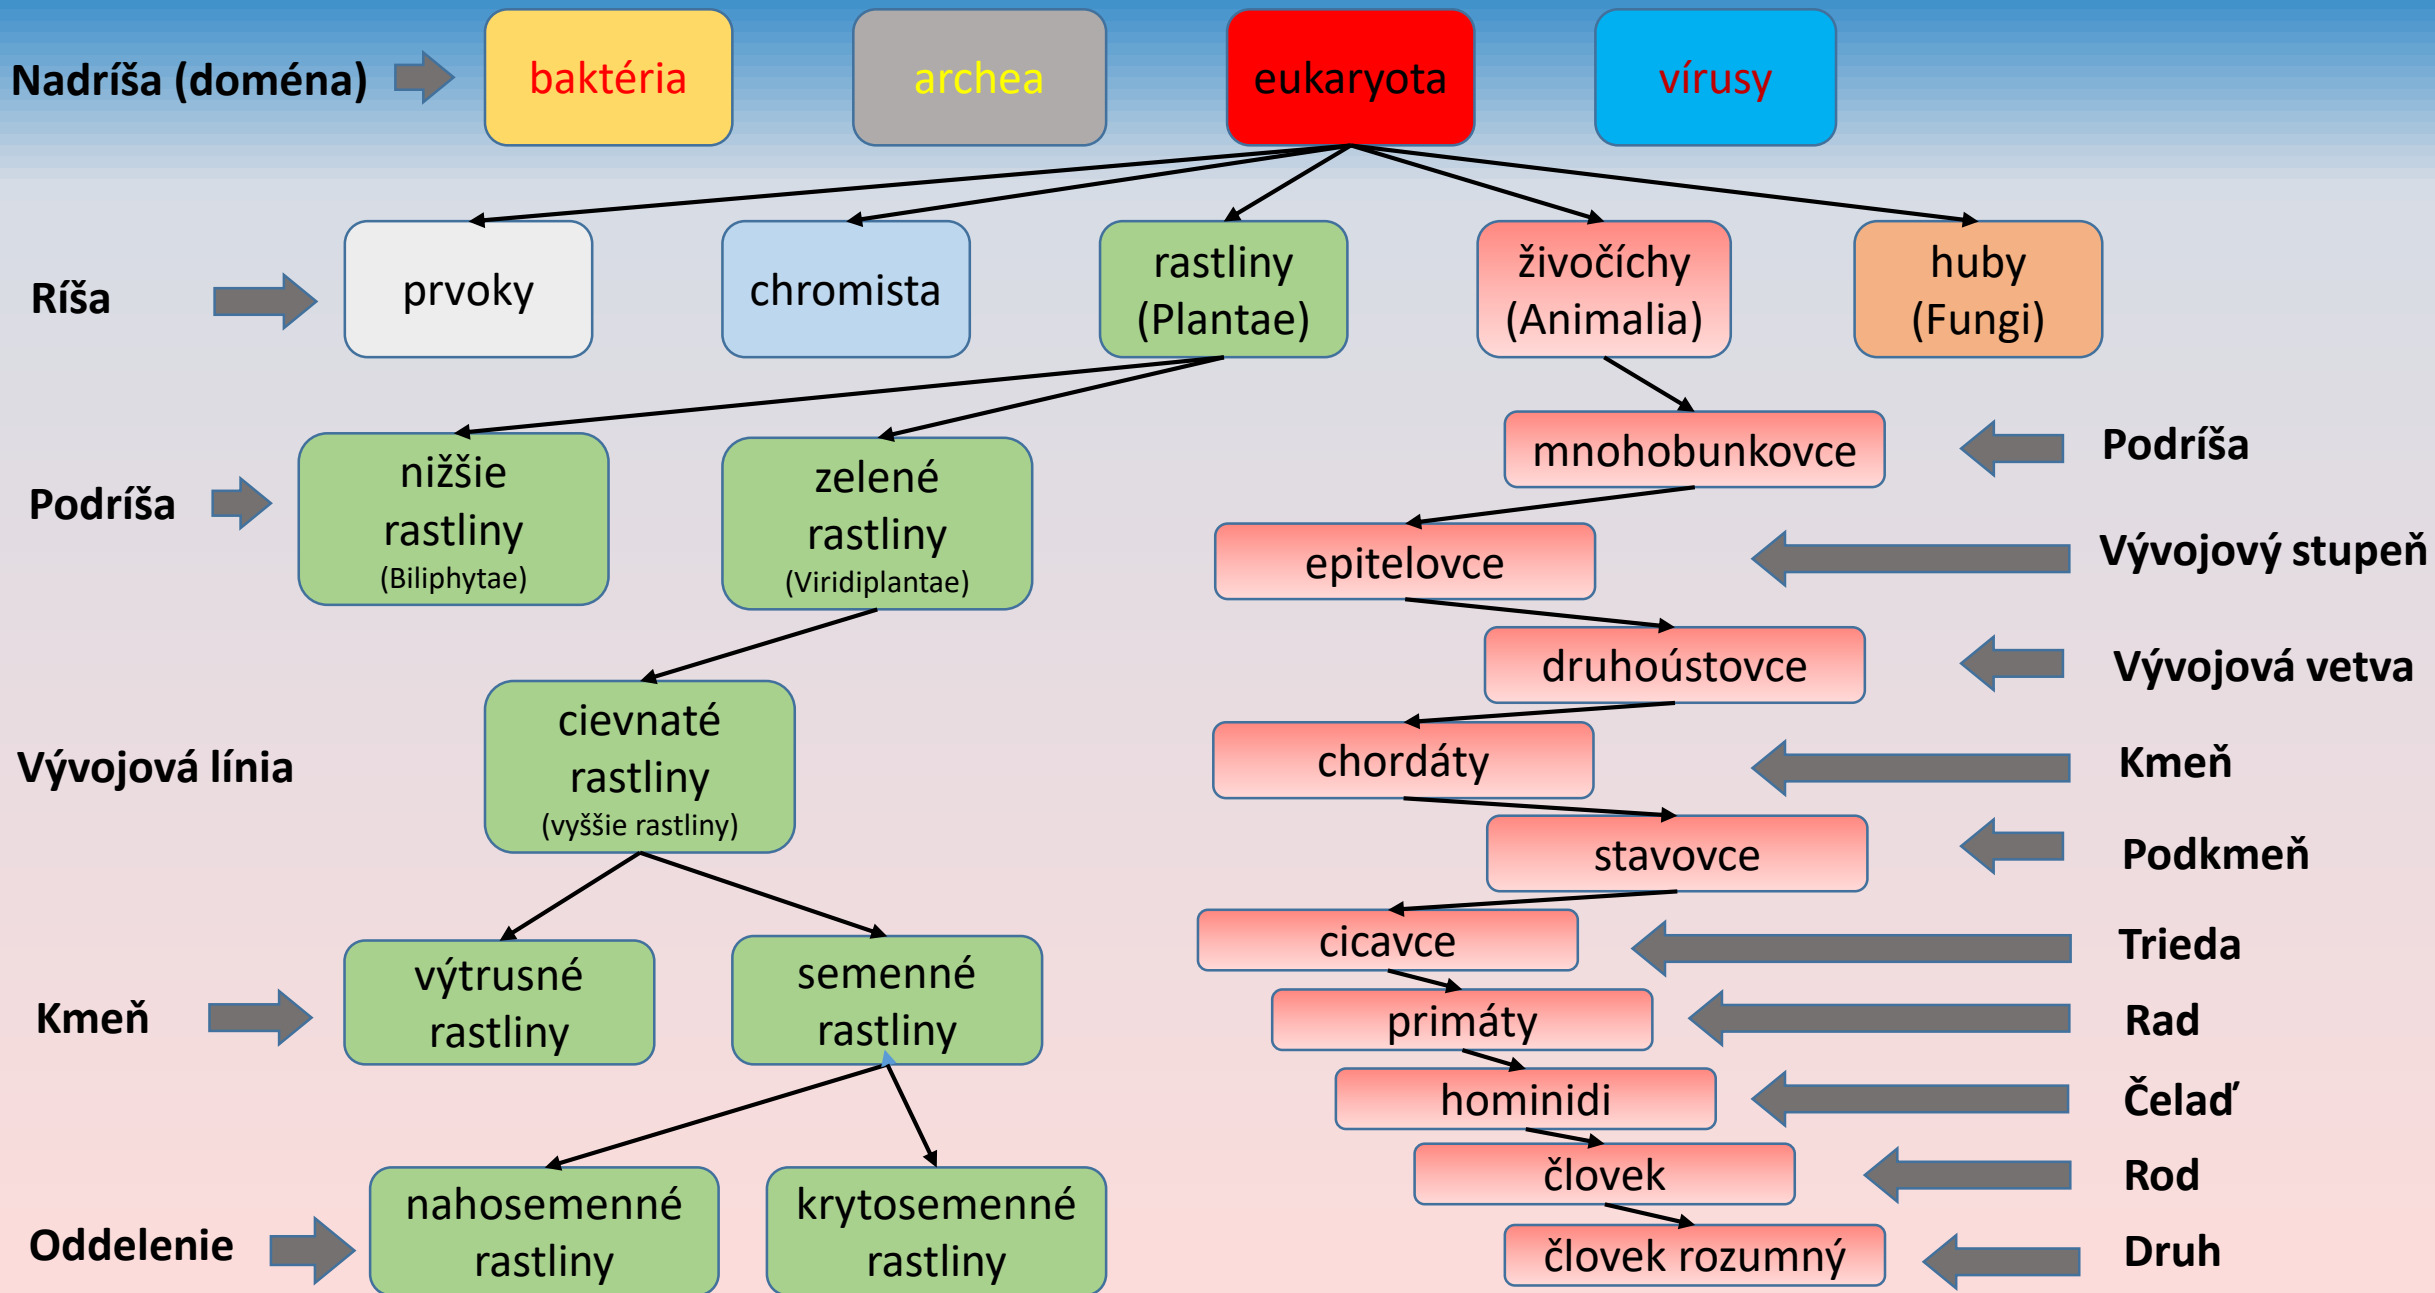 Nadríša (doména)
baktéria
archea
eukaryota
vírusy
Ríša
prvoky
chromista
rastliny
(Plantae)
živočíchy
(Animalia)
huby
(Fungi)
Podríša
nižšie
rastliny
(Biliphytae)
zelené
rastliny
(Viridiplantae)
mnohobunkovce
Podríša
epitelovce
Vývojový stupeň
druhoústovce
Vývojová vetva
Vývojová línia
cievnaté
rastliny
(vyššie rastliny)
chordáty
Kmeň
stavovce
Podkmeň
cicavce
Trieda
Kmeň
výtrusné
rastliny
semenné
rastliny
primáty
Rad
hominidi
Čelaď
človek
Rod
Oddelenie
nahosemenné
rastliny
krytosemenné
rastliny
človek rozumný
Druh